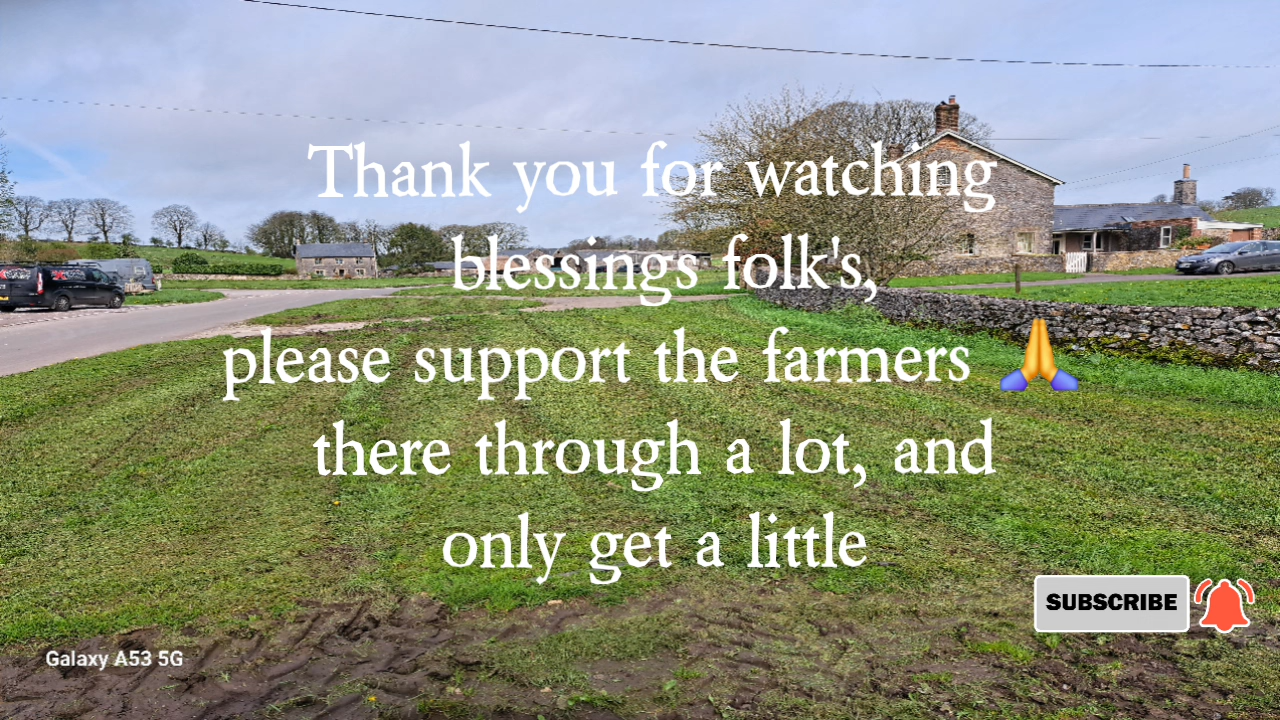 Thank you for watching
blessings folk's,
please support the farmers 🙏
there through a lot, and
only get a little
SUBSCRIBE
Galaxy A53 5G